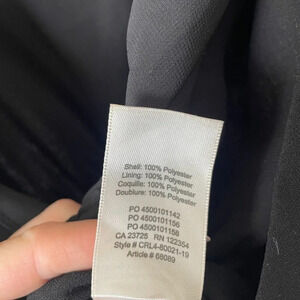 Shell: 100% Polyester
Lining: 100% Polyester
Coquille: 100% Polyester
Doublure: 100% Polyester
PO 4500101142
PO 4500101156
PO 4500101158
CA 23725 RN 122354
Style # CRL4-80021-19
Article # 68089